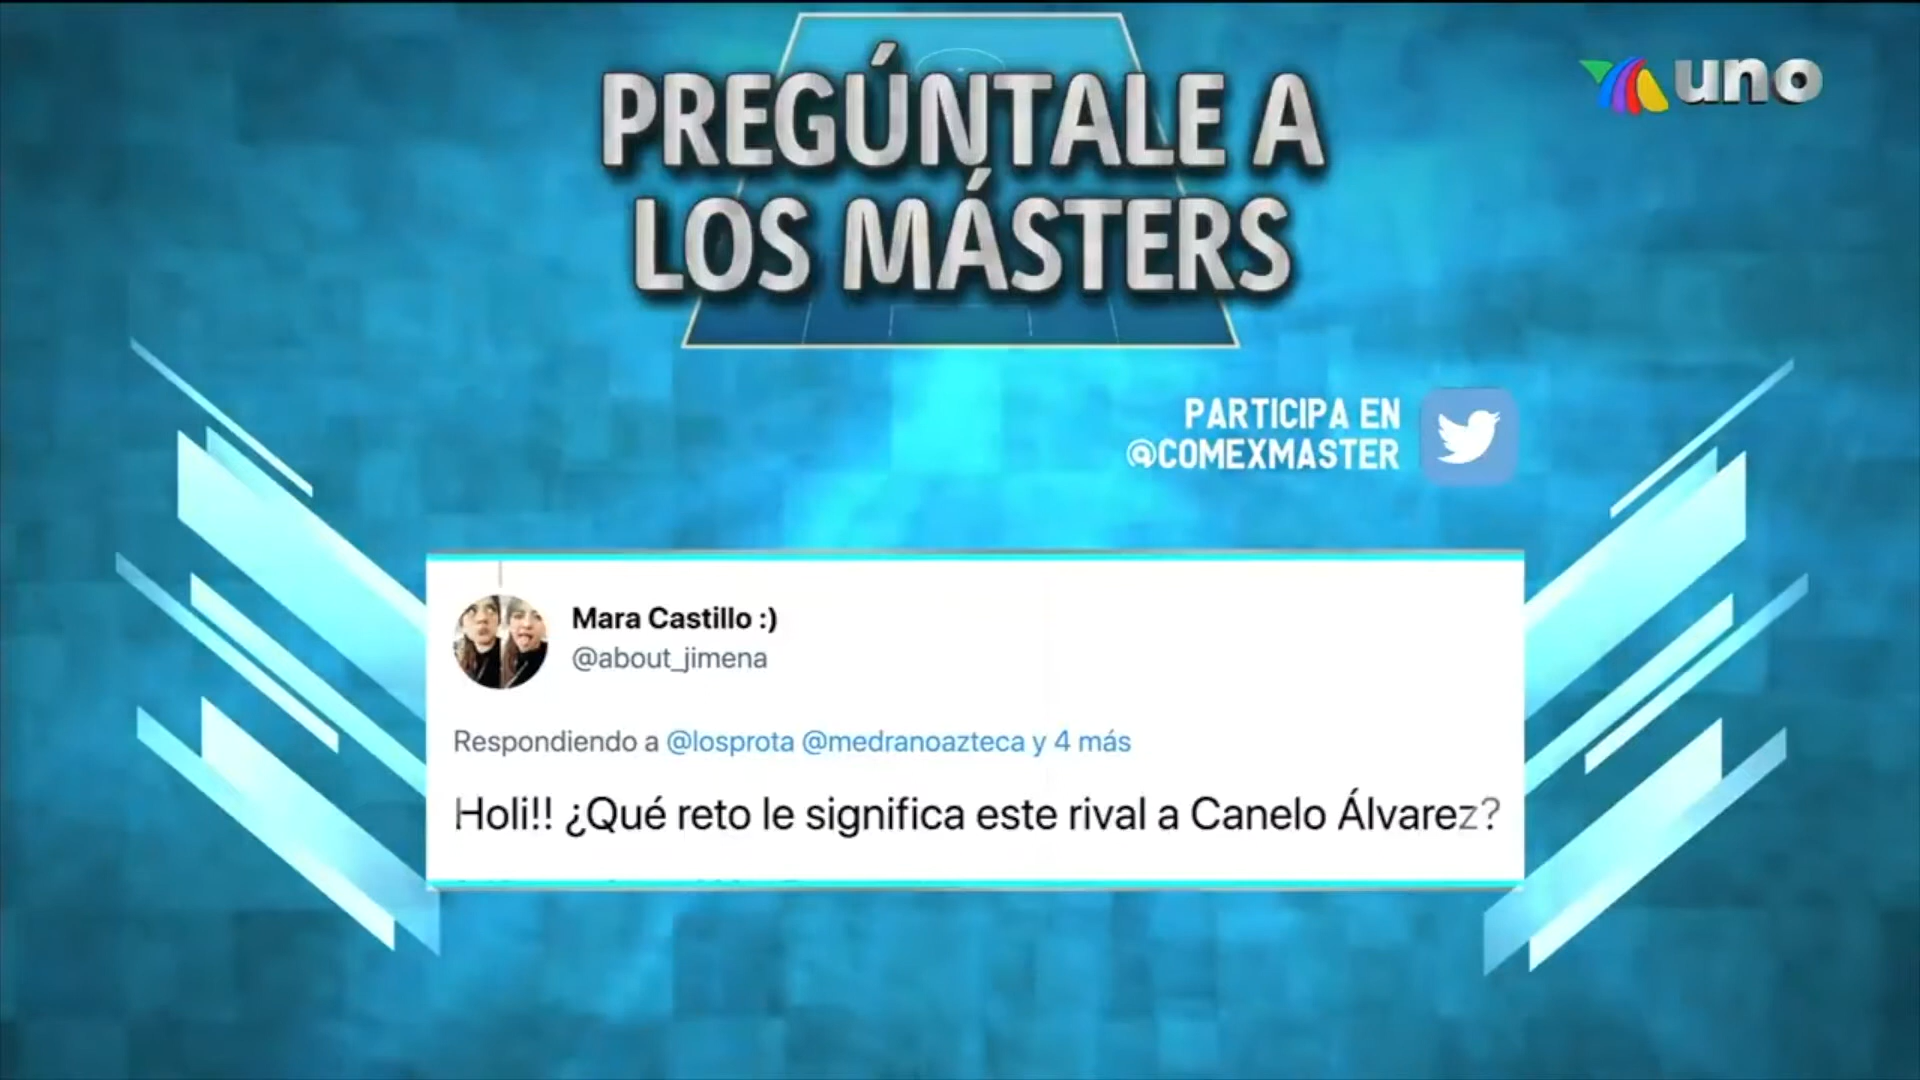 PREGÚNTALE A
LOS MÁSTERS
uno
PARTICIPA EN
@COMEXMASTER
Mara Castillo :)
@about_jimena
Respondiendo a @losprota @medranoazteca y 4 más
Holi!! ¿Qué reto le significa este rival a Canelo Álvarez?